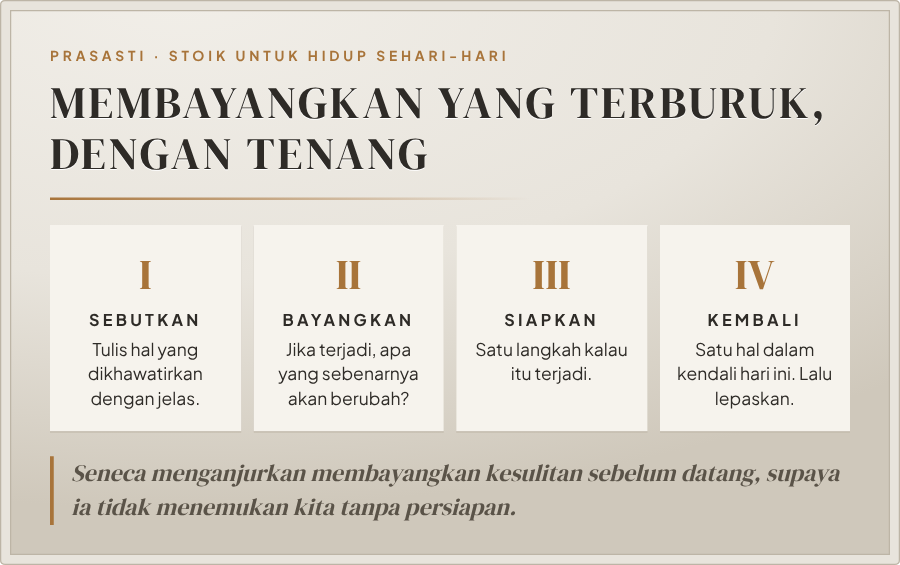 PRASASTI · STOIK UNTUK HIDUP SEHARI-HARI
MEMBAYANGKAN YANG TERBURUK,
DENGAN TENANG
I
SEBUTKAN
Tulis hal yang
dikhawatirkan
dengan jelas.
II
BAYANGKAN
Jika terjadi, apa
yang sebenarnya
akan berubah?
III
SIAPKAN
Satu langkah kalau
itu terjadi.
IV
KEMBALI
Satu hal dalam
kendali hari ini. Lalu
lepaskan.
Seneca menganjurkan membayangkan kesulitan sebelum datang, supaya
ia tidak menemukan kita tanpa persiapan.